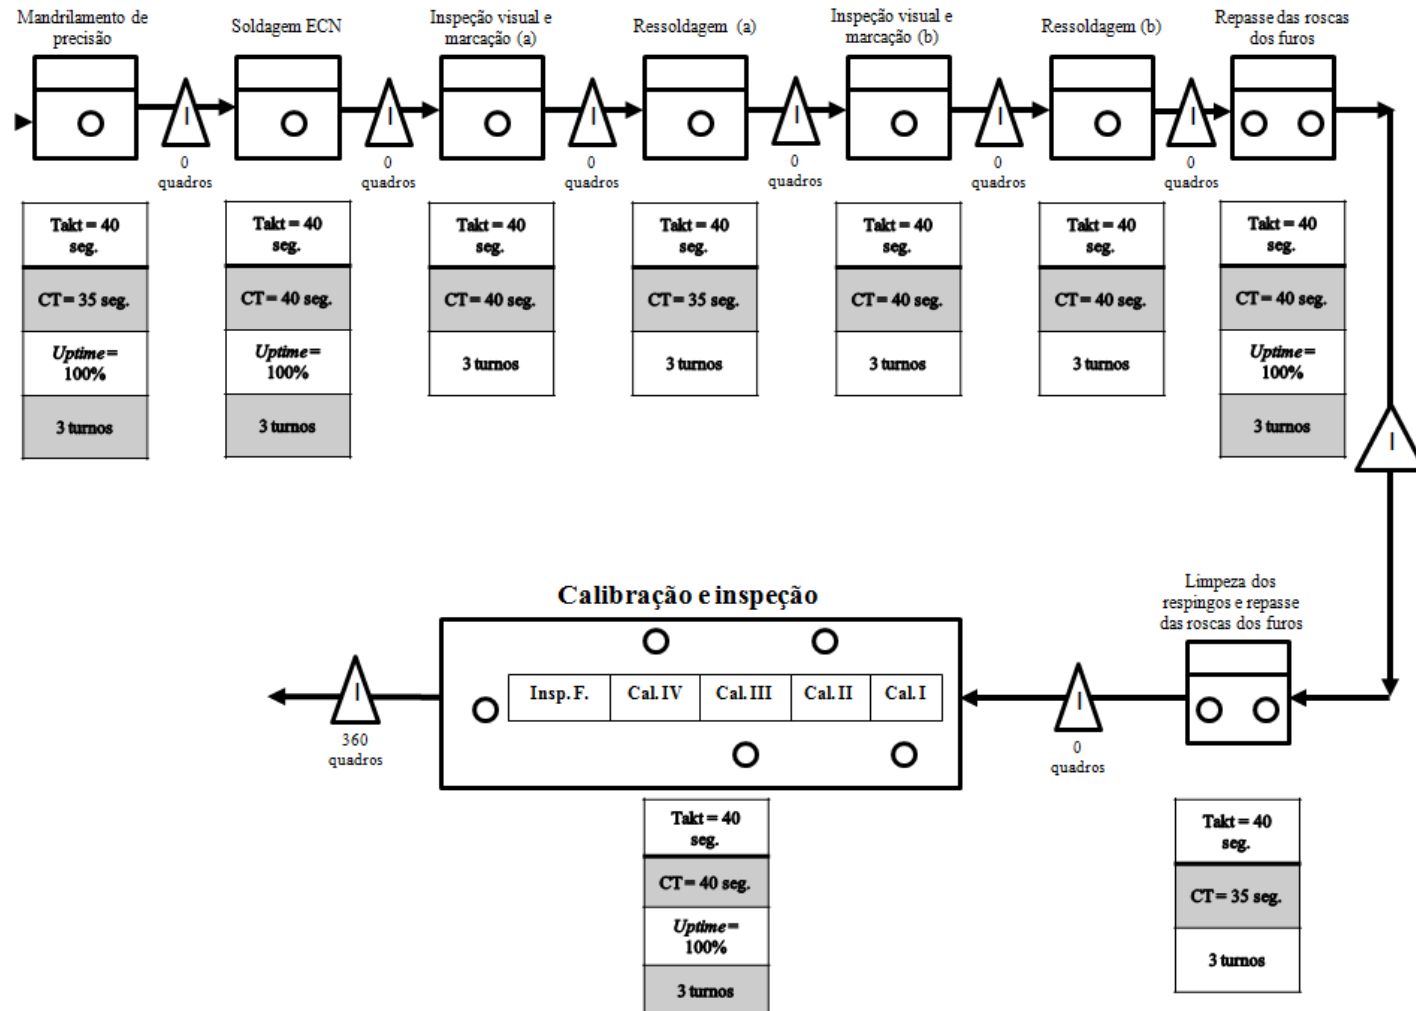 Mandrilamento de
precisão
Soldagem ECN
Inspeção visual e
marcação (a)
Ressoldagem (a)
Inspeção visual e
marcação (b)
Ressoldagem (b)
Repasse das roscas
dos furos
I
0
quadros
I
0
quadros
I
0
quadros
I
0
quadros
I
0
quadros
I
0
quadros
Takt = 40
seg.
CT = 35 seg.
Uptime =
100%
3 turnos
Takt = 40
seg.
CT = 40 seg.
Uptime =
100%
3 turnos
Takt = 40
seg.
CT = 40 seg.
3 turnos
Takt = 40
seg.
CT = 35 seg.
3 turnos
Takt = 40
seg.
CT = 40 seg.
3 turnos
Takt = 40
seg.
CT = 40 seg.
3 turnos
Takt = 40
seg.
CT = 40 seg.
Uptime =
100%
3 turnos
I
Limpeza dos
respingos e repasse
das roscas dos furos
I
0
quadros
Calibração e inspeção
Insp. F.
Cal. IV
Cal. III
Cal. II
Cal. I
I
360
quadros
Takt = 40
seg.
CT = 40 seg.
Uptime =
100%
3 turnos
Takt = 40
seg.
CT = 35 seg.
3 turnos